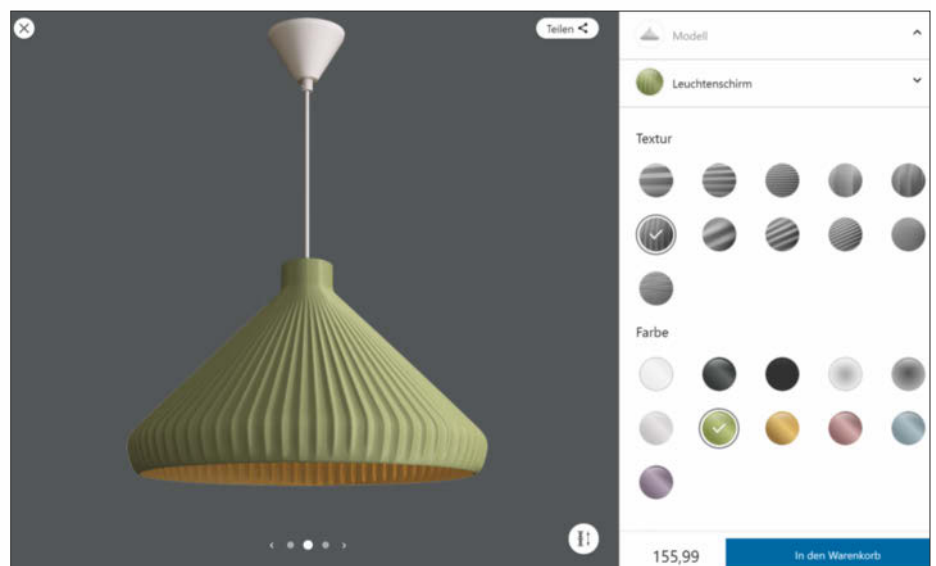 Teilen
Modell
Leuchtenschirm
Textur
Farbe
155,99
In den Warenkorb